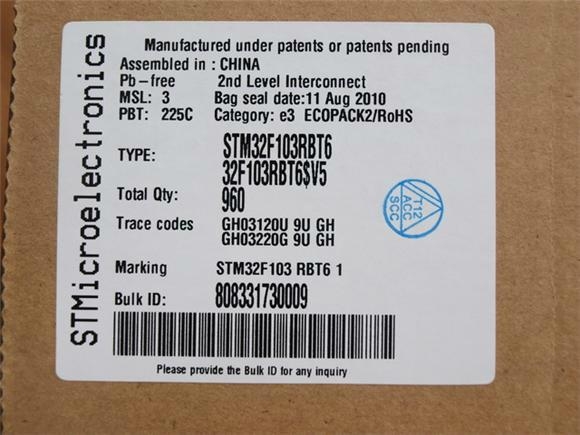 STMicroelectronics
Manufactured under patents or patents pending
Assembled in : CHINA
Pb-free 2nd Level Interconnect
MSL: 3 Bag seal date:11 Aug 2010
PBT: 225C Category: e3 ECOPACK2/RoHS
TYPE: STM32F103RBT6
32F103RBT6$V5
Total Qty: 960
Trace codes GH03120U 9U GH
GH03220G 9U GH
T12
ACC
SCC
Marking STM32F103 RBT6 1
Bulk ID: 808331730009
Please provide the Bulk ID for any inquiry